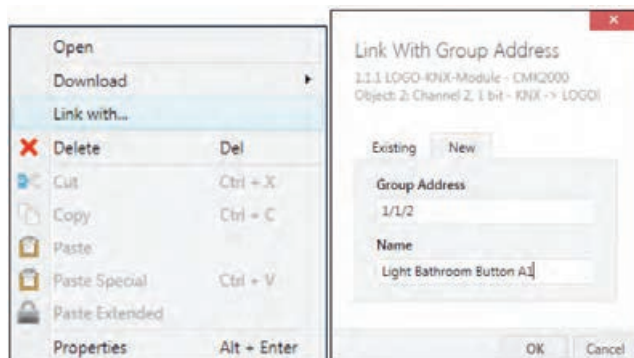 Open
Download
Link with...
Delete Del
Cut Ctrl + X
Copy Ctrl + C
Paste
Paste Special Ctrl + V
Paste Extended
Properties Alt + Enter
Link With Group Address
1.1.1 LOGO-KNX-Module - CMK2000
Object: 2: Channel 2, 1 bit - KNX -> LOGO!
Existing New
Group Address
1/1/2
Name
Light Bathroom Button A1
OK Cancel